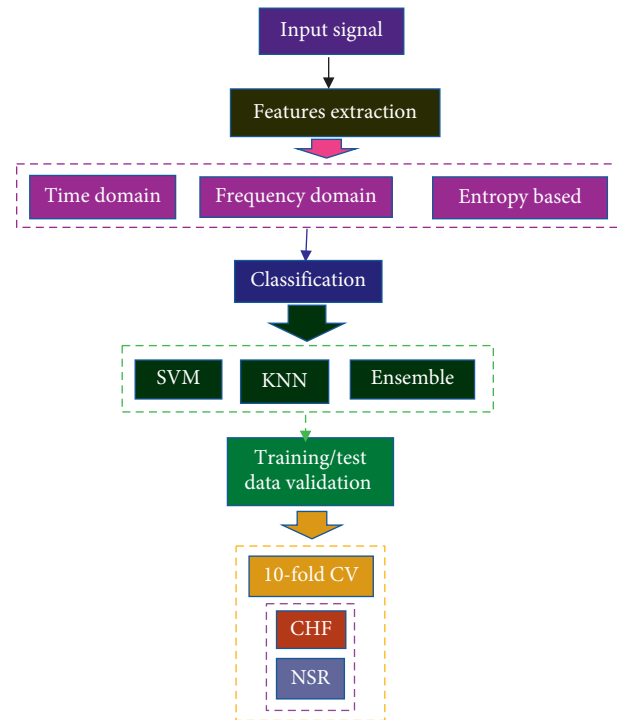 Input signal
Features extraction
Time domain
Frequency domain
Entropy based
Classification
SVM
KNN
Ensemble
Training/test
data validation
10-fold CV
CHF
NSR